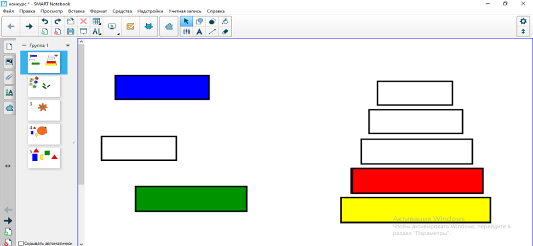 конкурс * - SMART Notebook
Файл Правка Просмотр Вставка Формат Средства Надстройки Учетная запись Справка
Группа 1
3
Активация Windows
Чтобы активировать Windows, перейдите в
раздел "Параметры".
Скрывать автоматически